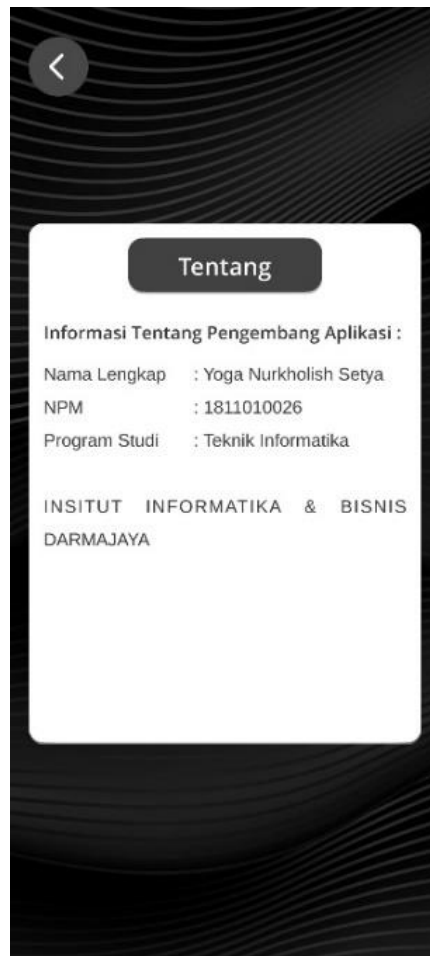 Tentang
Informasi Tentang Pengembang Aplikasi :
Nama Lengkap : Yoga Nurkholish Setya
NPM : 1811010026
Program Studi : Teknik Informatika
INSITUT INFORMATIKA & BISNIS
DARMAJAYA